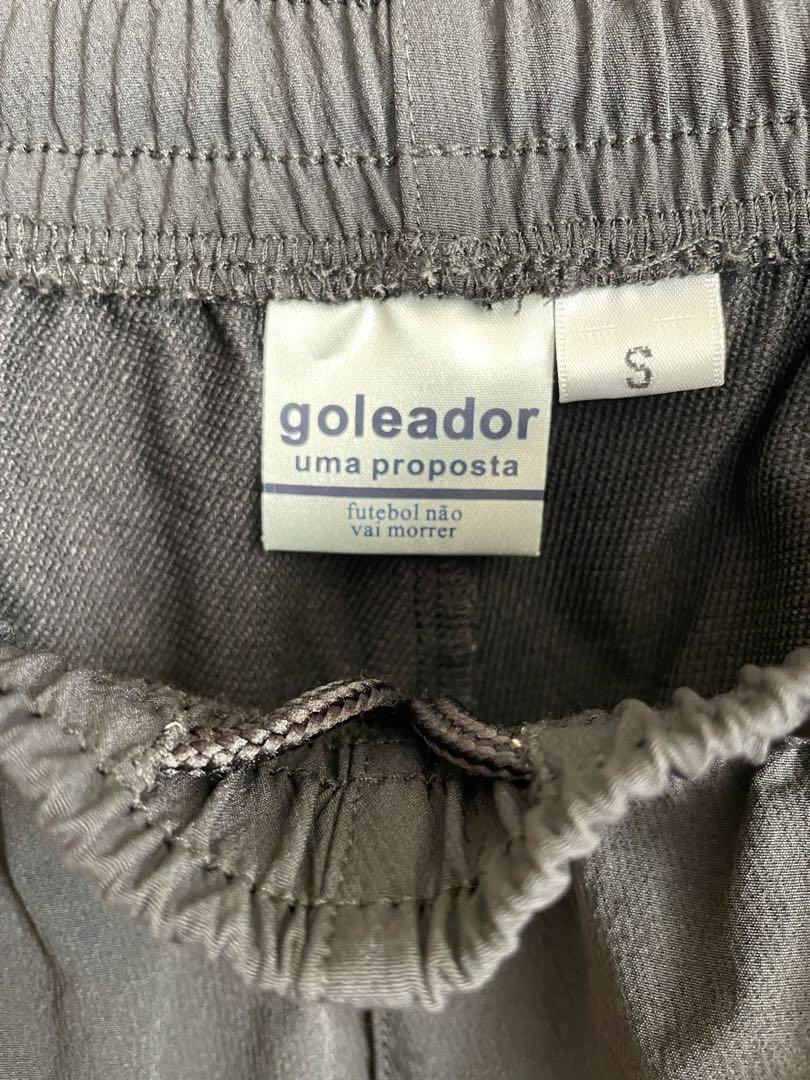 goleador
uma proposta
futebol não
vai morrer
S